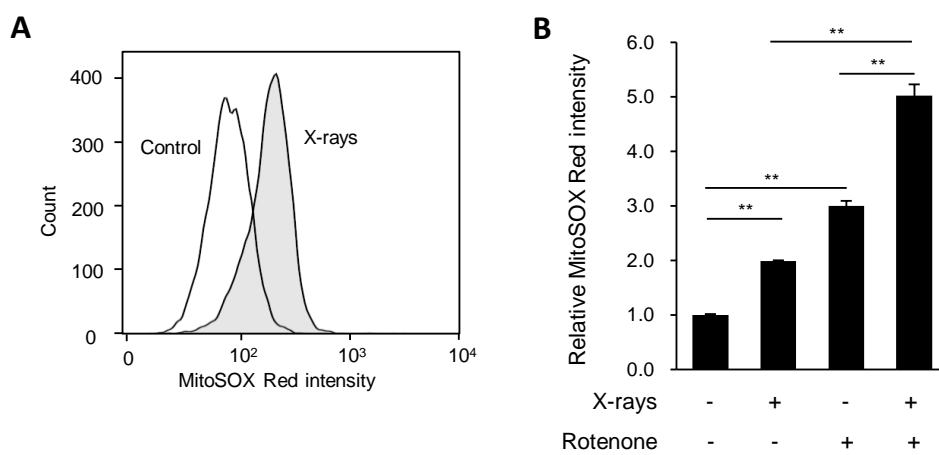 A
400
300
200
100
0
Count
Control
X-rays
0 10² 10³ 10⁴
MitoSOX Red intensity
B
Relative MitoSOX Red intensity
6.0
5.0
4.0
3.0
2.0
1.0
0.0
**
**
**
**
X-rays - + - +
Rotenone - - + +